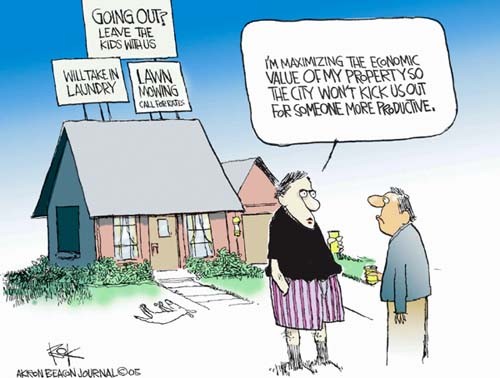 GOING OUT?
LEAVE THE
KIDS WITH US
WILL TAKE IN
LAUNDRY
LAWN
MOWING
CALL FOR RATES
I'M MAXIMIZING THE ECONOMIC
VALUE OF MY PROPERTY SO
THE CITY WON'T KICK US OUT
FOR SOMEONE MORE PRODUCTIVE.
KOK
AKRON BEACON JOURNAL © 05